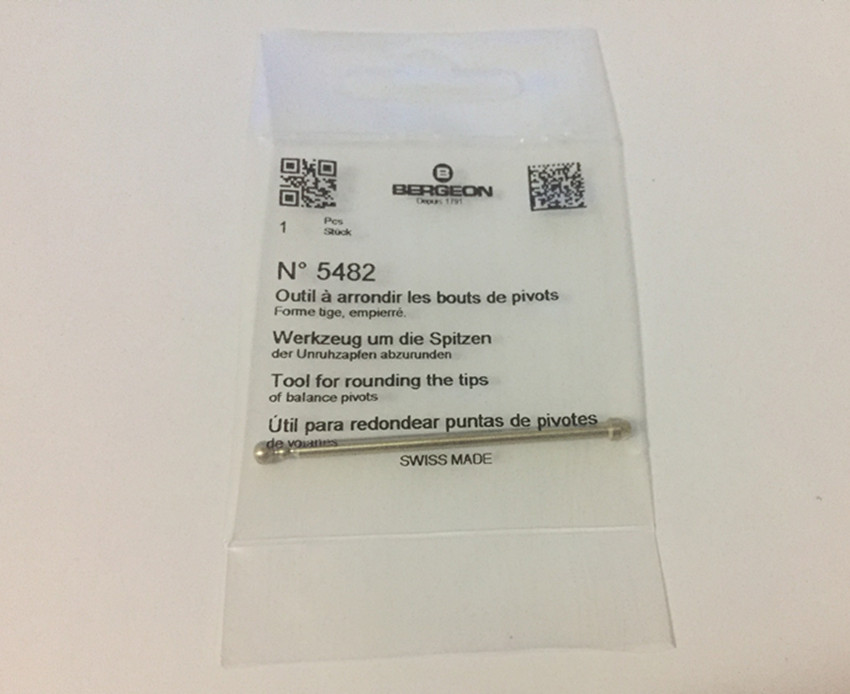 B
BERGEON
Depuis 1791
1 Pcs
Stück
N° 5482
Outil à arrondir les bouts de pivots
Forme tige, empierré.
Werkzeug um die Spitzen
der Unruhzapfen abzurunden
Tool for rounding the tips
of balance pivots
Útil para redondear puntas de pivotes
de volantes
SWISS MADE